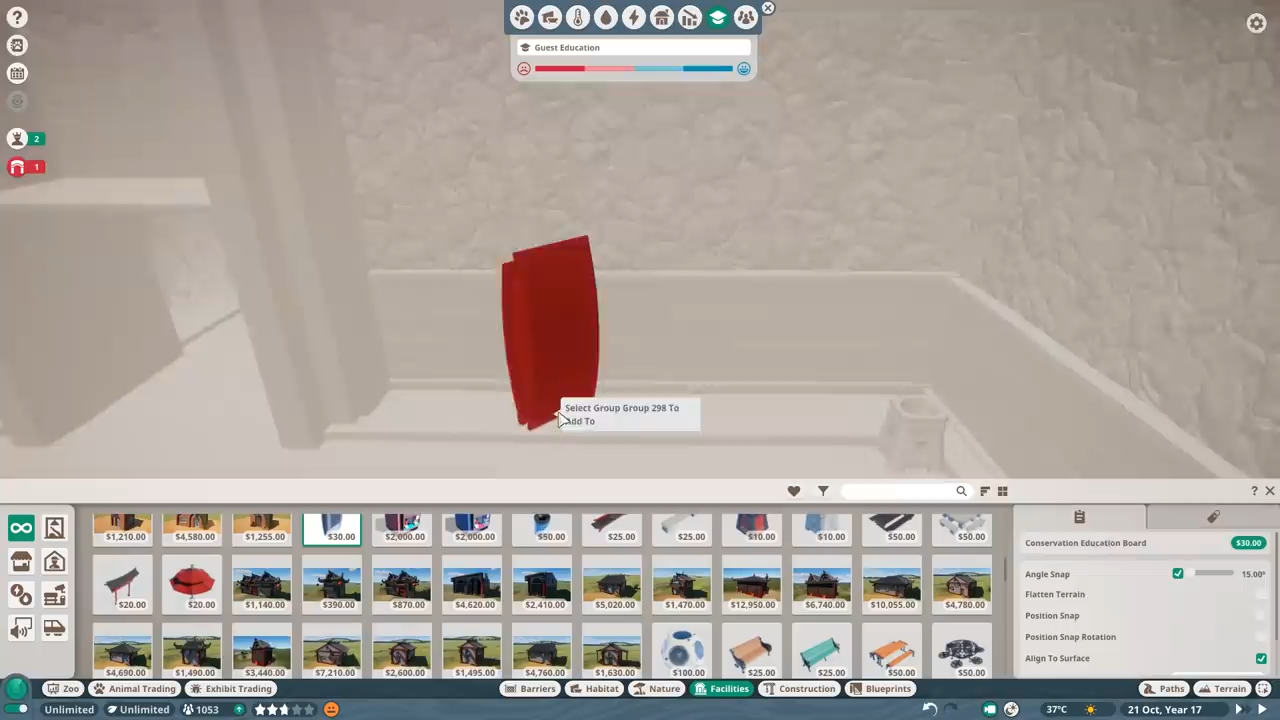 ?
Guest Education
2
1
Select Group Group 298 To
Add To
?
$1,210.00
$4,580.00
$1,255.00
$30.00
$2,000.00
$2,000.00
$50.00
$25.00
$25.00
$10.00
$10.00
$50.00
$50.00
$20.00
$20.00
$1,140.00
$390.00
$870.00
$4,620.00
$2,410.00
$5,020.00
$1,470.00
$12,950.00
$6,740.00
$10,055.00
$4,780.00
$4,690.00
$1,490.00
$3,440.00
$7,210.00
$2,600.00
$1,495.00
$4,760.00
$1,630.00
$100.00
$25.00
$25.00
$50.00
$50.00
Conservation Education Board
$30.00
Angle Snap
15.00°
Flatten Terrain
Position Snap
Position Snap Rotation
Align To Surface
Zoo
Animal Trading
Exhibit Trading
Barriers
Habitat
Nature
Facilities
Construction
Blueprints
Paths
Terrain
Unlimited
Unlimited
1053
37°C
21 Oct, Year 17